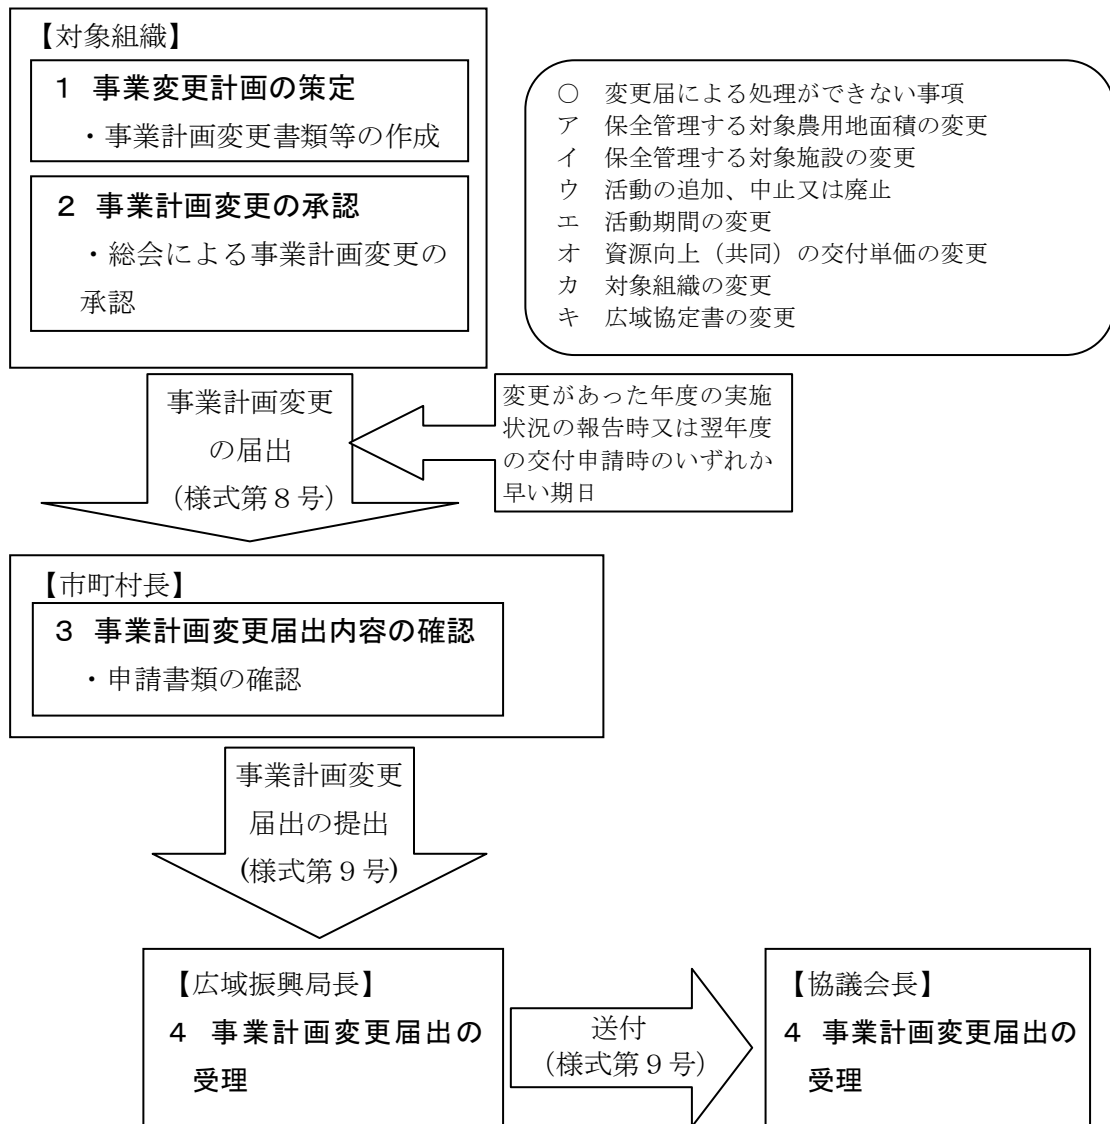 【対象組織】
1 事業変更計画の策定
・事業計画変更書類等の作成
2 事業計画変更の承認
・総会による事業計画変更の
承認
○ 変更届による処理ができない事項
ア 保全管理する対象農用地面積の変更
イ 保全管理する対象施設の変更
ウ 活動の追加、中止又は廃止
エ 活動期間の変更
オ 資源向上（共同）の交付単価の変更
カ 対象組織の変更
キ 広域協定書の変更
事業計画変更
の届出
（様式第８号）
変更があった年度の実施
状況の報告時又は翌年度
の交付申請時のいずれか
早い期日
【市町村長】
3 事業計画変更届出内容の確認
・申請書類の確認
事業計画変更
届出の提出
(様式第９号)
【広域振興局長】
4 事業計画変更届出の
受理
送付
（様式第９号）
【協議会長】
4 事業計画変更届出の
受理